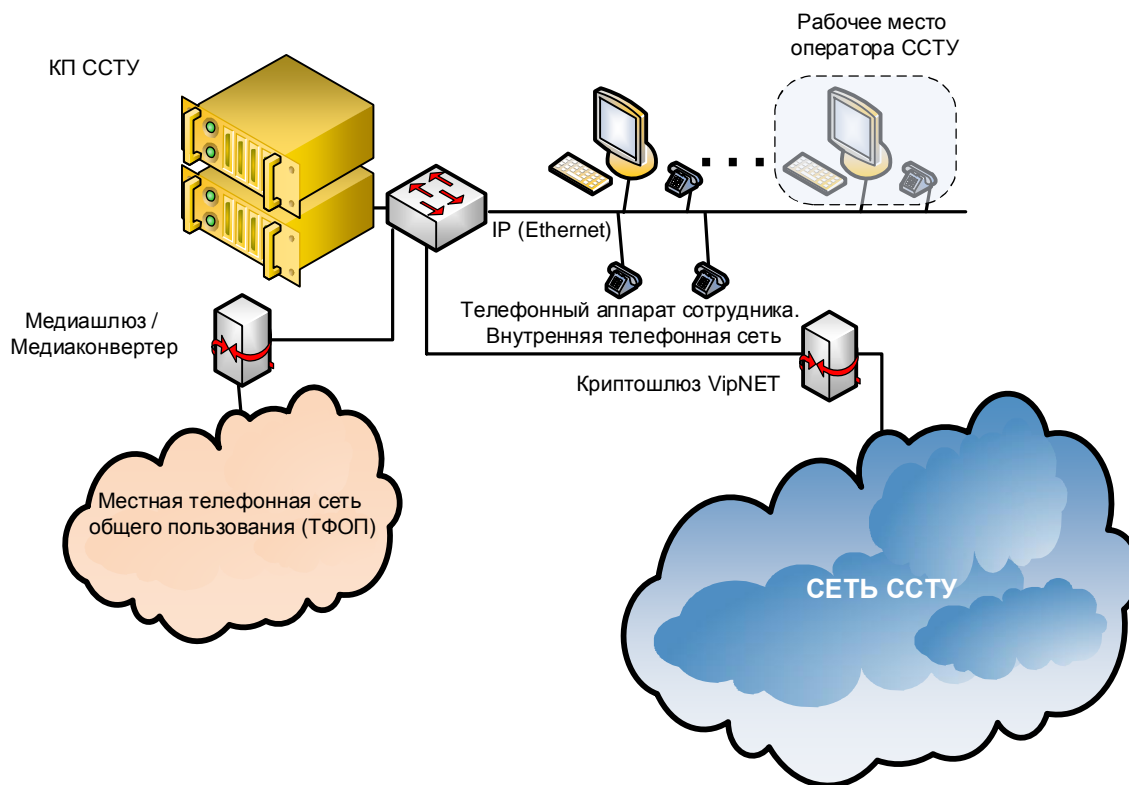 Рабочее место
оператора ССТУ
КП ССТУ
IP (Ethernet)
Телефонный аппарат сотрудника.
Внутренняя телефонная сеть
Медиашлюз /
Медиаконвертер
Криптошлюз VipNET
Местная телефонная сеть
общего пользования (ТФОП)
СЕТЬ ССТУ